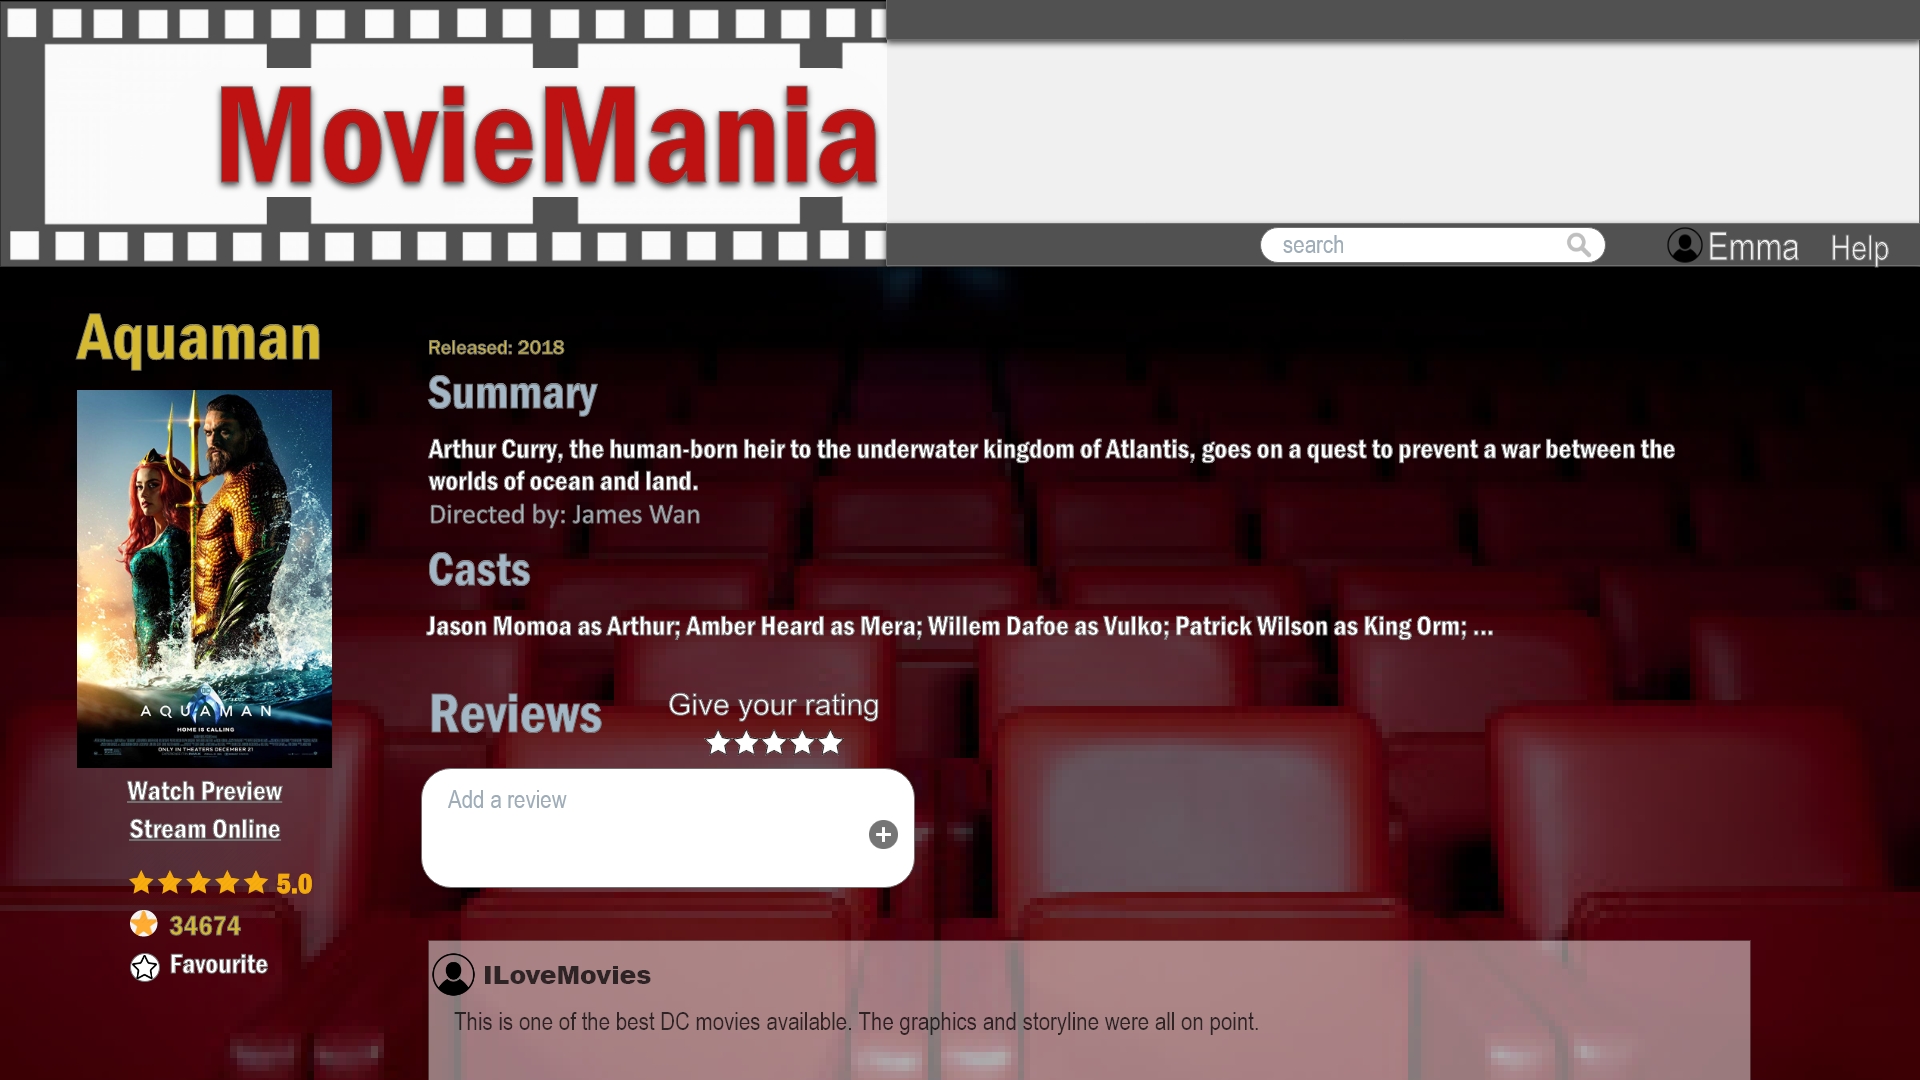 MovieMania
search
Emma
Help
Aquaman
Released: 2018
Summary
Arthur Curry, the human-born heir to the underwater kingdom of Atlantis, goes on a quest to prevent a war between the
worlds of ocean and land.
Directed by: James Wan
Casts
Jason Momoa as Arthur; Amber Heard as Mera; Willem Dafoe as Vulko; Patrick Wilson as King Orm; ...
AQUAMAN
HOME IS CALLING
ONLY IN THEATERS DECEMBER 21
Watch Preview
Stream Online
5.0
34674
Favourite
Reviews
Give your rating
Add a review
ILoveMovies
This is one of the best DC movies available. The graphics and storyline were all on point.